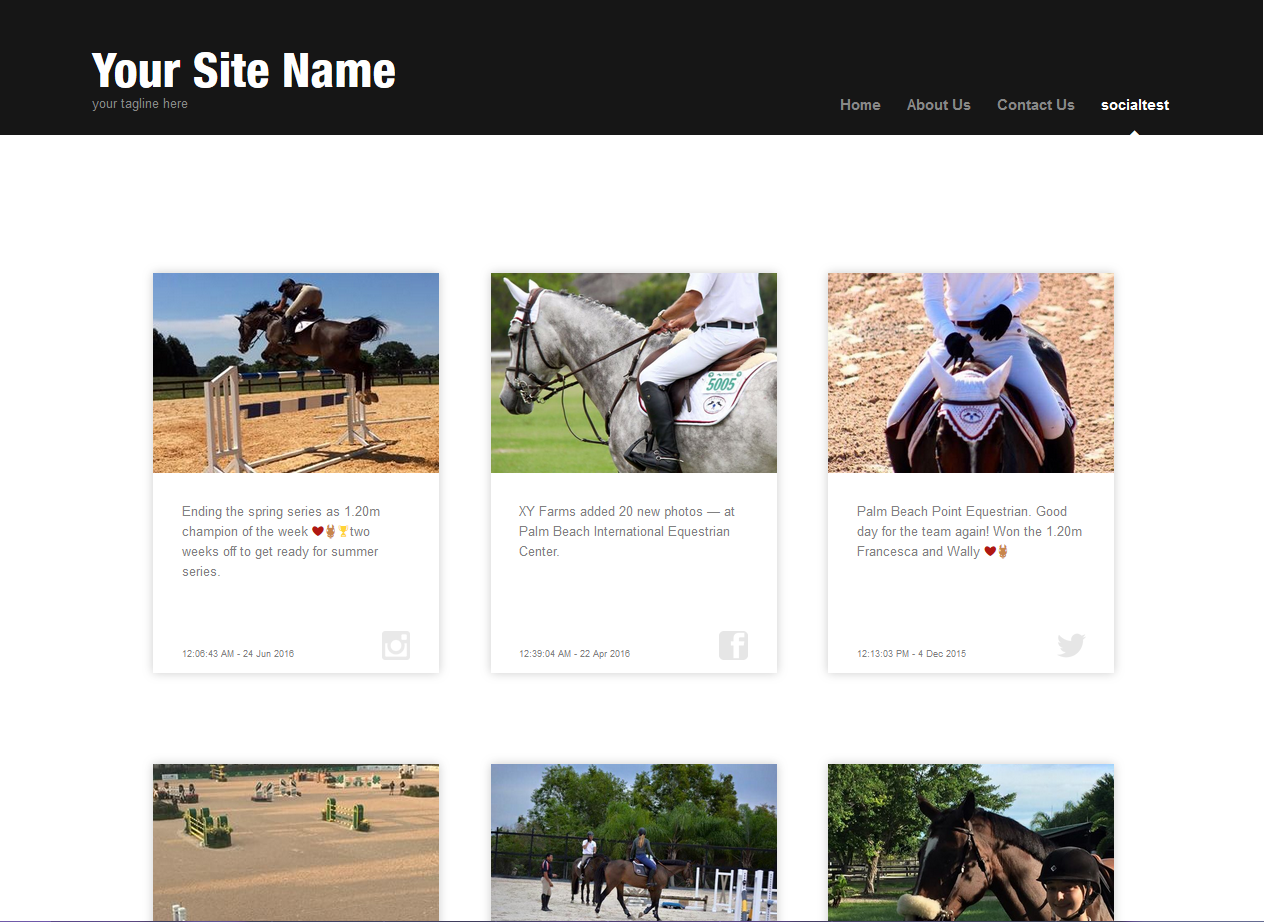 Your Site Name
your tagline here
Home About Us Contact Us socialtest
Ending the spring series as 1.20m
champion of the week ❤️🤘🏆two
weeks off to get ready for summer
series.
12:06:43 AM - 24 Jun 2016
5005
XY Farms added 20 new photos — at
Palm Beach International Equestrian
Center.
12:39:04 AM - 22 Apr 2016
Palm Beach Point Equestrian. Good
day for the team again! Won the 1.20m
Francesca and Wally ❤️🤘
12:13:03 PM - 4 Dec 2015